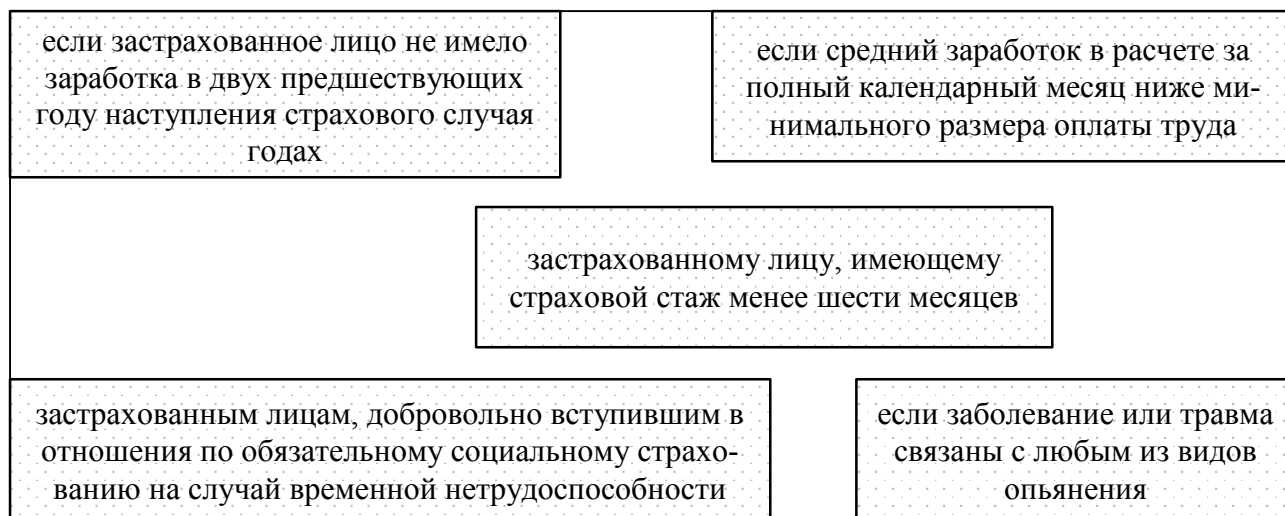 если застрахованное лицо не имело
заработка в двух предшествующих
году наступления страхового случая
годах
если средний заработок в расчете за
полный календарный месяц ниже ми-
нимального размера оплаты труда
застрахованному лицу, имеющему
страховой стаж менее шести месяцев
застрахованным лицам, добровольно вступившим в
отношения по обязательному социальному страхо-
ванию на случай временной нетрудоспособности
если заболевание или травма
связаны с любым из видов
опьянения